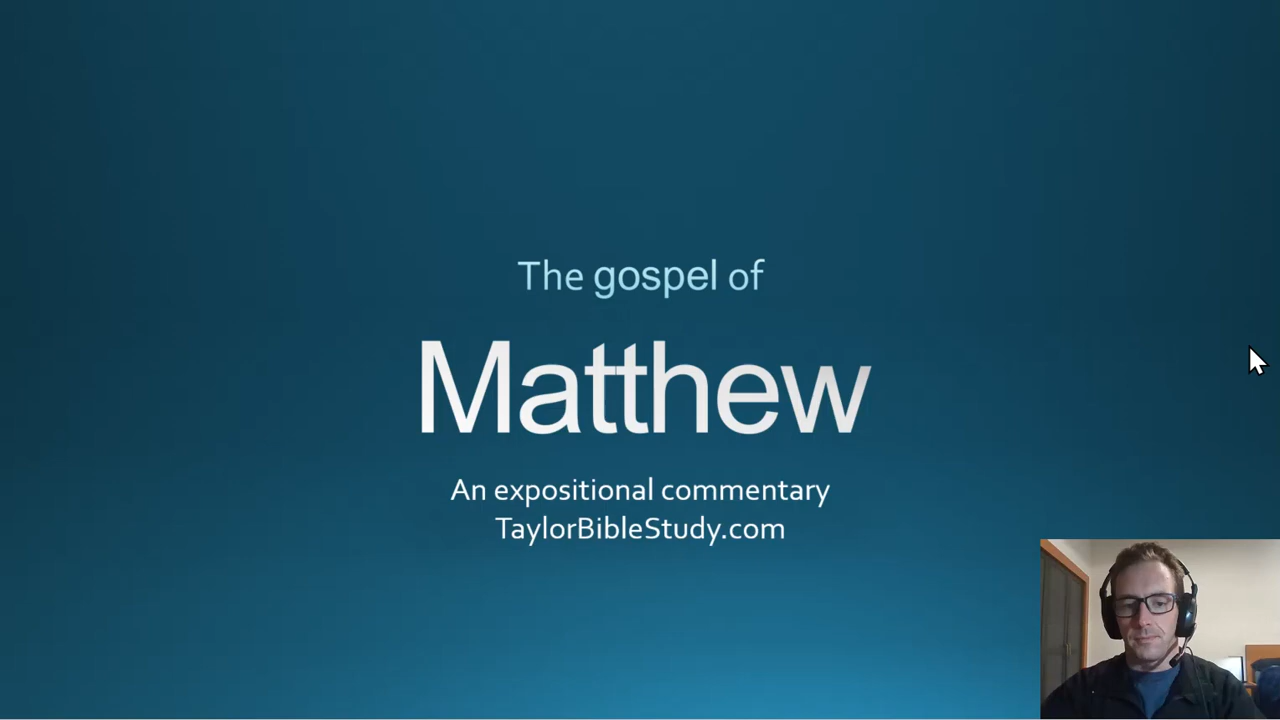 The gospel of
Matthew
An expositional commentary
TaylorBibleStudy.com